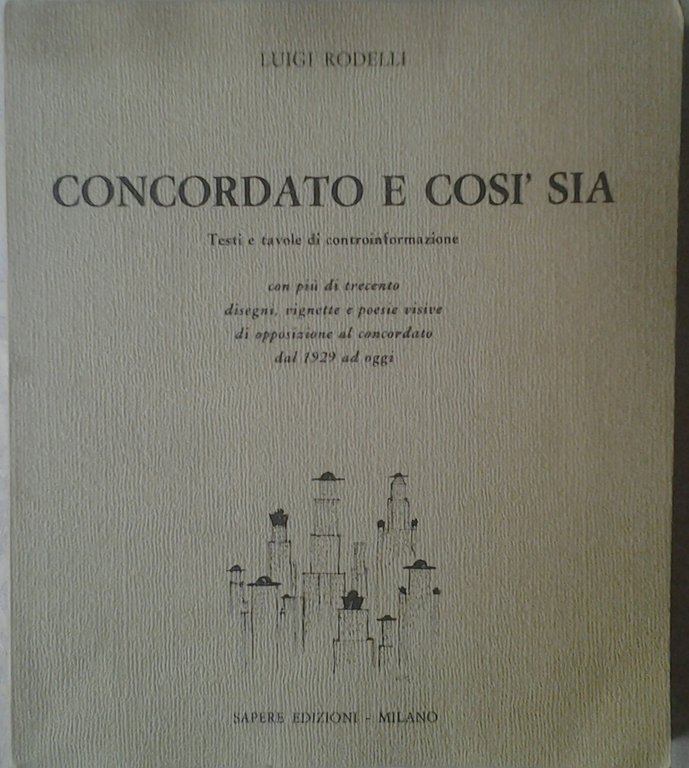 LUIGI RODELLI
CONCORDATO E COSI' SIA
Testi e tavole di controinformazione
con più di trecento
disegni, vignette e poesie visive
di opposizione al concordato
dal 1929 ad oggi
SAPERE EDIZIONI - MILANO